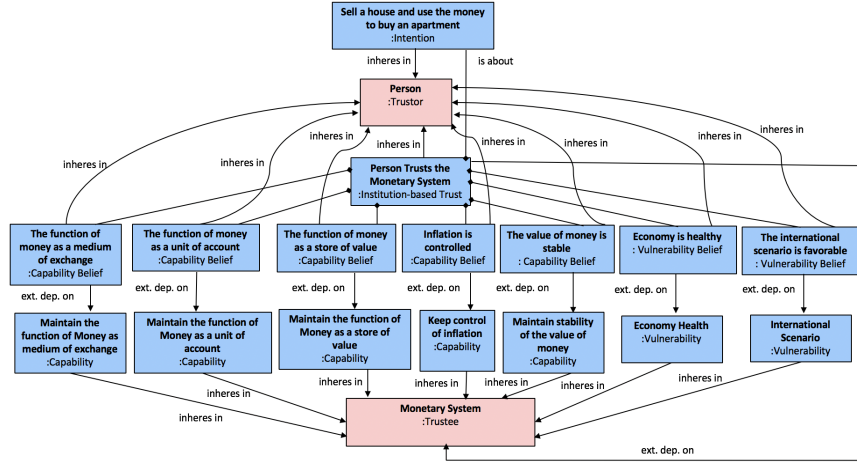 Sell a house and use the money
to buy an apartment
:Intention
inheres in
is about
Person
:Trustor
inheres in
inheres in
inheres in
inheres in
inheres in
inheres in
inheres in
inheres in
Person Trusts the
Monetary System
:Institution-based Trust
The function of
money as a medium
of exchange
:Capability Belief
The function of money
as a unit of account
:Capability Belief
The function of money
as a store of value
:Capability Belief
Inflation is
controlled
:Capability Belief
The value of money is
stable
: Capability Belief
Economy is healthy
: Vulnerability Belief
The international
scenario is favorable
: Vulnerability Belief
ext. dep. on
ext. dep. on
ext. dep. on
ext. dep. on
ext. dep. on
ext. dep. on
ext. dep. on
Maintain the
function of Money as
medium of exchange
:Capability
Maintain the function of
Money as a unit of
account
:Capability
Maintain the function of
Money as a store of
value
:Capability
Keep control
of inflation
:Capability
Maintain stability
of the value of
money
:Capability
Economy Health
:Vulnerability
International
Scenario
:Vulnerability
inheres in
inheres in
inheres in
inheres in
inheres in
inheres in
inheres in
Monetary System
:Trustee
ext. dep. on